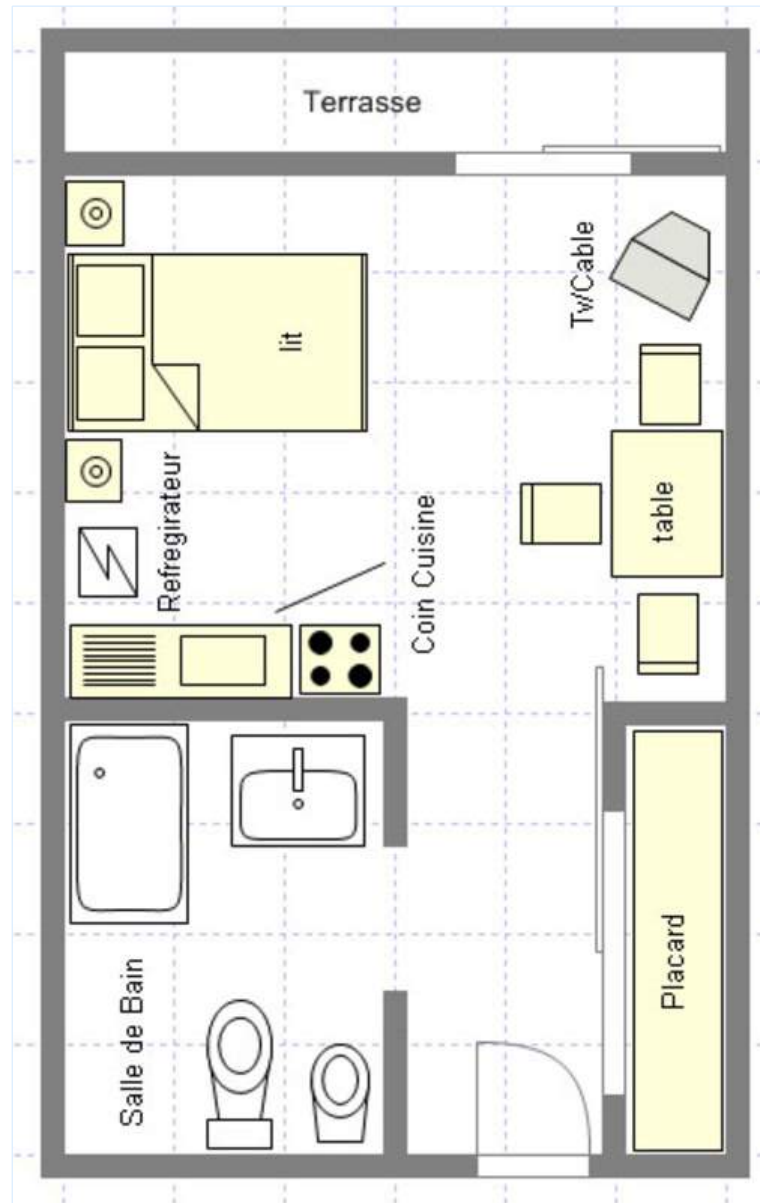 Terrasse
Tv/Cable
lit
Refregirateur
table
Coin Cuisine
Placard
Salle de Bain